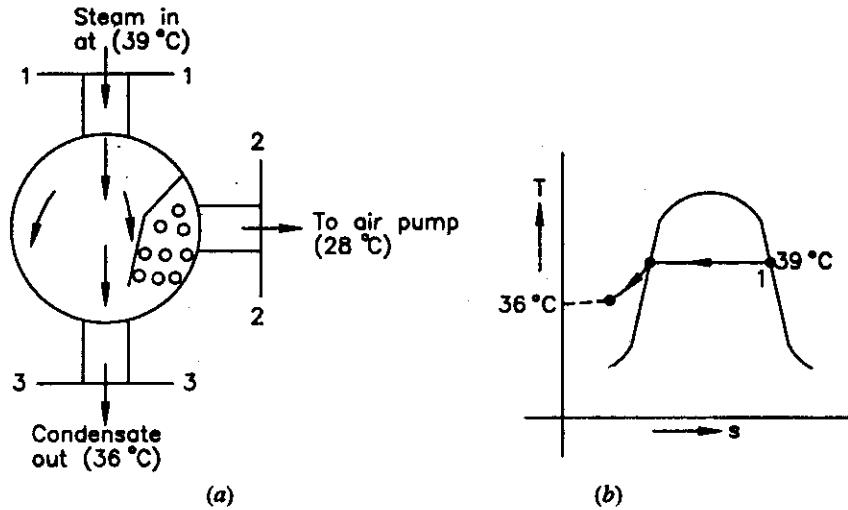 Steam in
at (39 °C)
1 1
2
To air pump
(28 °C)
2
3 3
Condensate
out (36 °C)
(a)
T
39 °C
1
36 °C
s
(b)